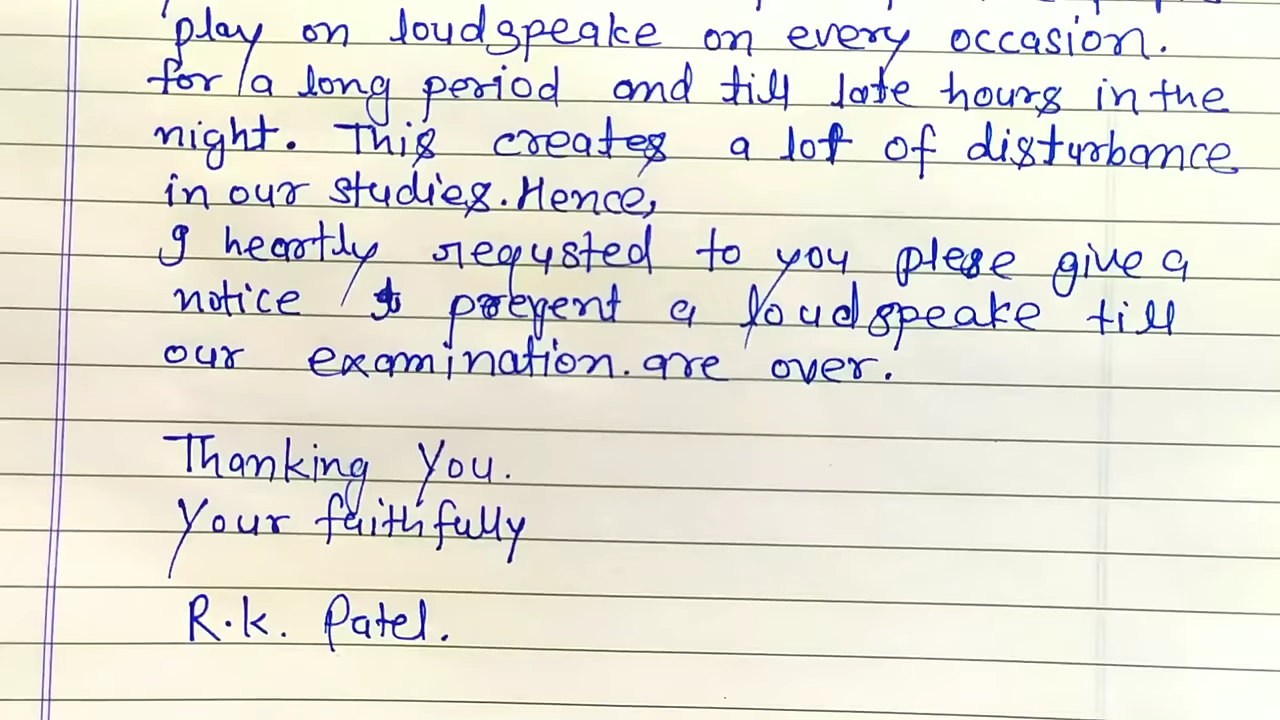 play on loudspeake on every occasion.
for a long period and till late hours in the
night. This creates a lot of disturbance
in our studies. Hence,
I heartly requsted to you plese give a
notice to prevent a loudspeake till
our examination. are over.
Thanking You.
Your faithfully
R.k. Patel.